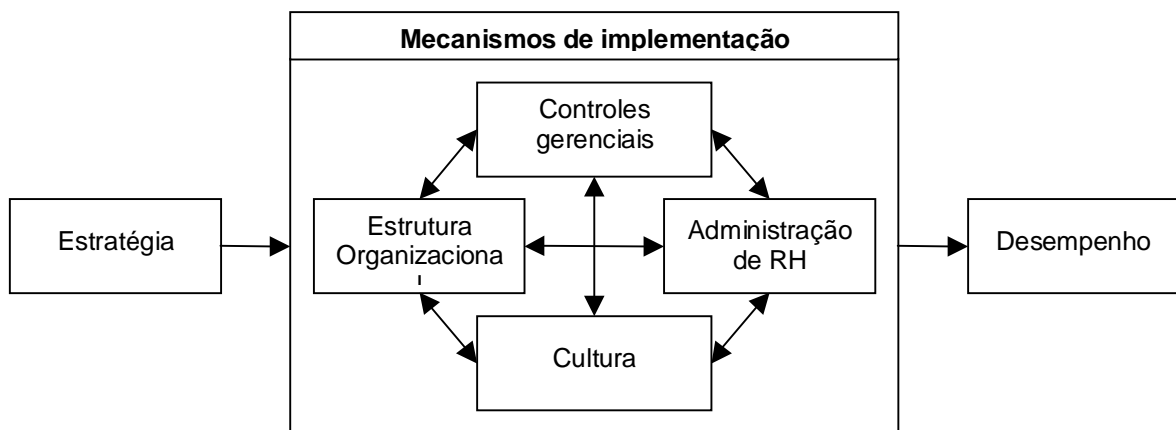 Mecanismos de implementação
Controles
gerenciais
Estratégia
Estrutura
Organizaciona
l
Administração
de RH
Desempenho
Cultura